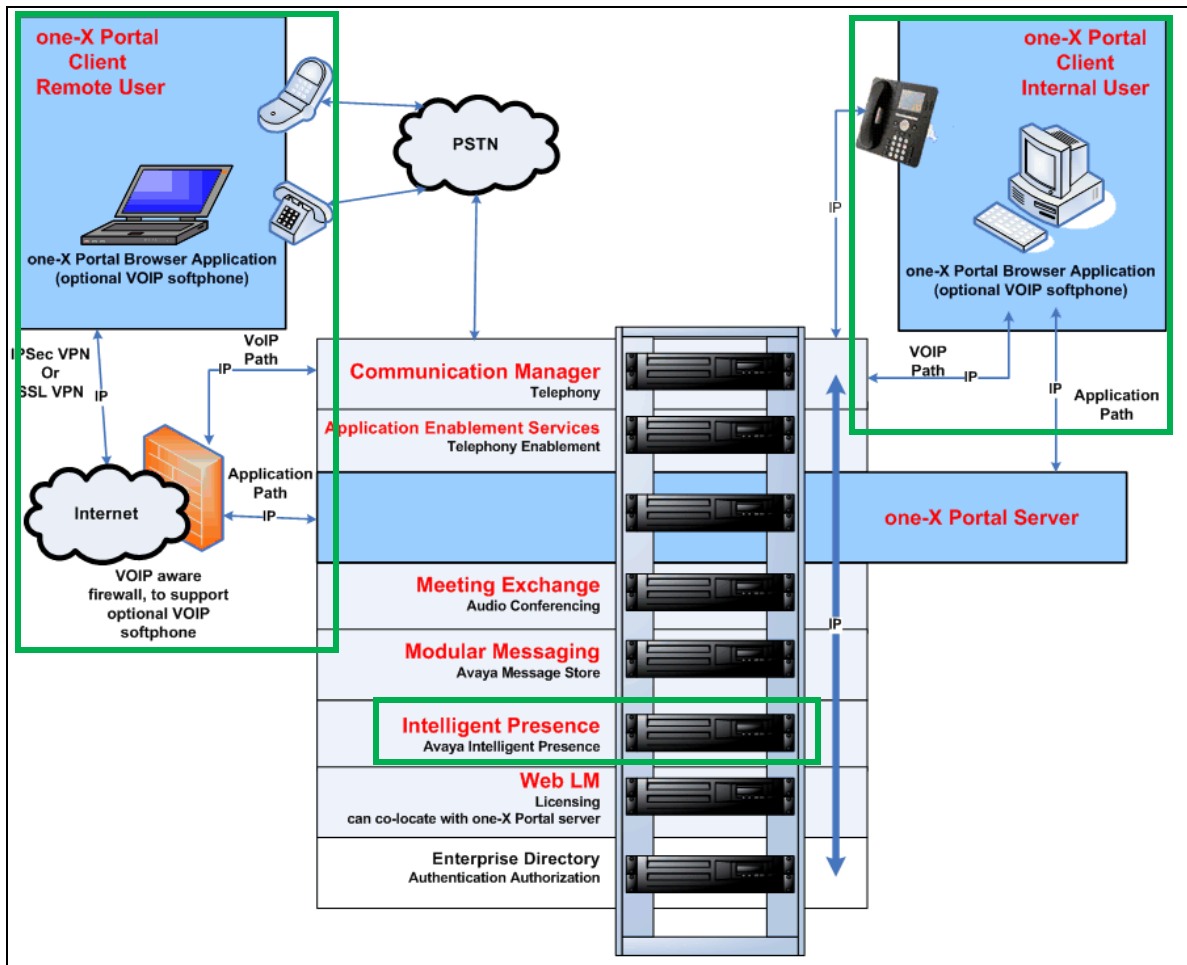 one-X Portal
Client
Remote User
one-X Portal Browser Application
(optional VOIP softphone)
PSTN
one-X Portal
Client
Internal User
IP
one-X Portal Browser Application
(optional VOIP softphone)
IPSec VPN
Or
SSL VPN
IP
VoIP
Path
IP
Internet
Application
Path
IP
VOIP aware
firewall, to support
optional VOIP
softphone
Communication Manager
Telephony
Application Enablement Services
Telephony Enablement
one-X Portal Server
Meeting Exchange
Audio Conferencing
Modular Messaging
Avaya Message Store
Intelligent Presence
Avaya Intelligent Presence
Web LM
Licensing
can co-locate with one-X Portal server
Enterprise Directory
Authentication Authorization
IP
VOIP
Path
IP
IP
Application
Path